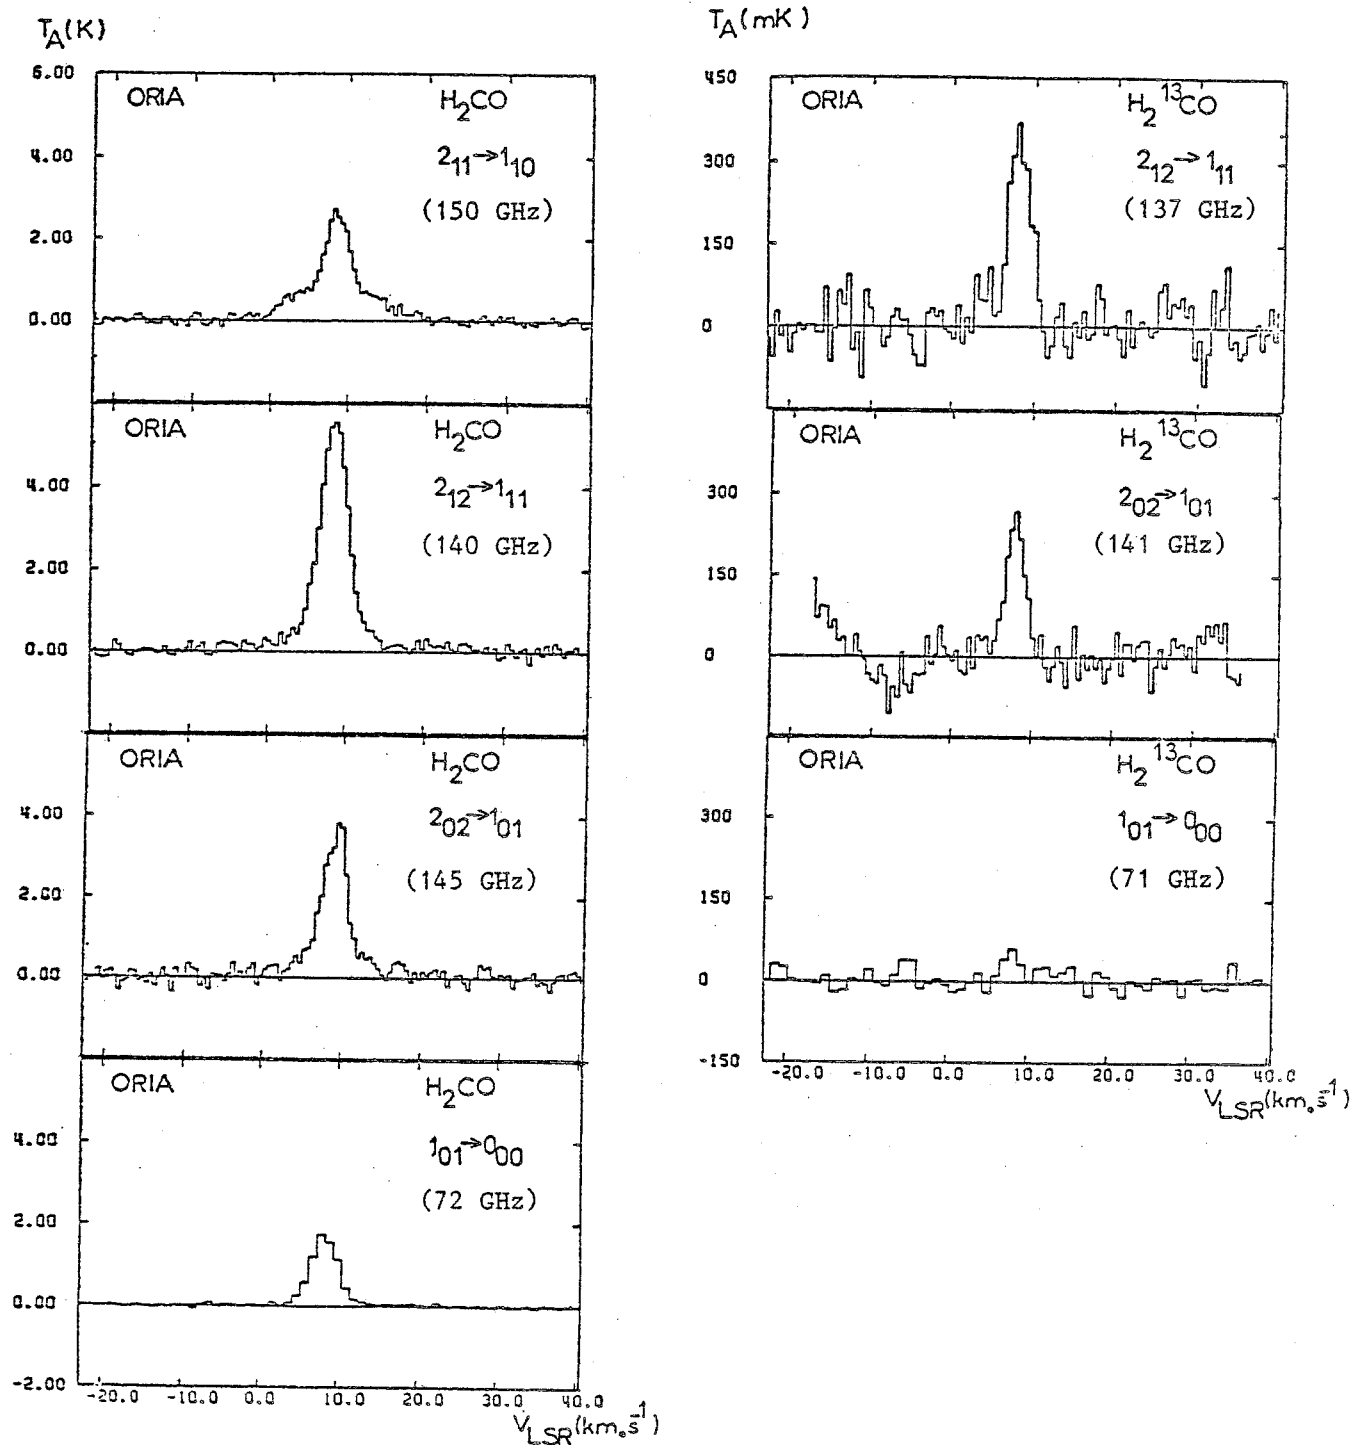 T_A(K)
6.00
ORIA H₂CO
4.00
2₁₁→1₁₀
(150 GHz)
2.00
0.00
ORIA H₂CO
4.00
2₁₂→1₁₁
(140 GHz)
2.00
0.00
ORIA H₂CO
4.00
2₀₂→1₀₁
(145 GHz)
2.00
0.00
ORIA H₂CO
4.00
1₀₁→0₀₀
(72 GHz)
2.00
0.00
-2.00
-20.0 -10.0 0.0 10.0 20.0 30.0 40.0
V_LSR(km.s⁻¹)
T_A(mK)
450
ORIA H₂¹³CO
300
2₁₂→1₁₁
(137 GHz)
150
0
ORIA H₂¹³CO
300
2₀₂→1₀₁
(141 GHz)
150
0
ORIA H₂¹³CO
300
1₀₁→0₀₀
(71 GHz)
150
0
-150
-20.0 -10.0 0.0 10.0 20.0 30.0 40.0
V_LSR(km.s⁻¹)